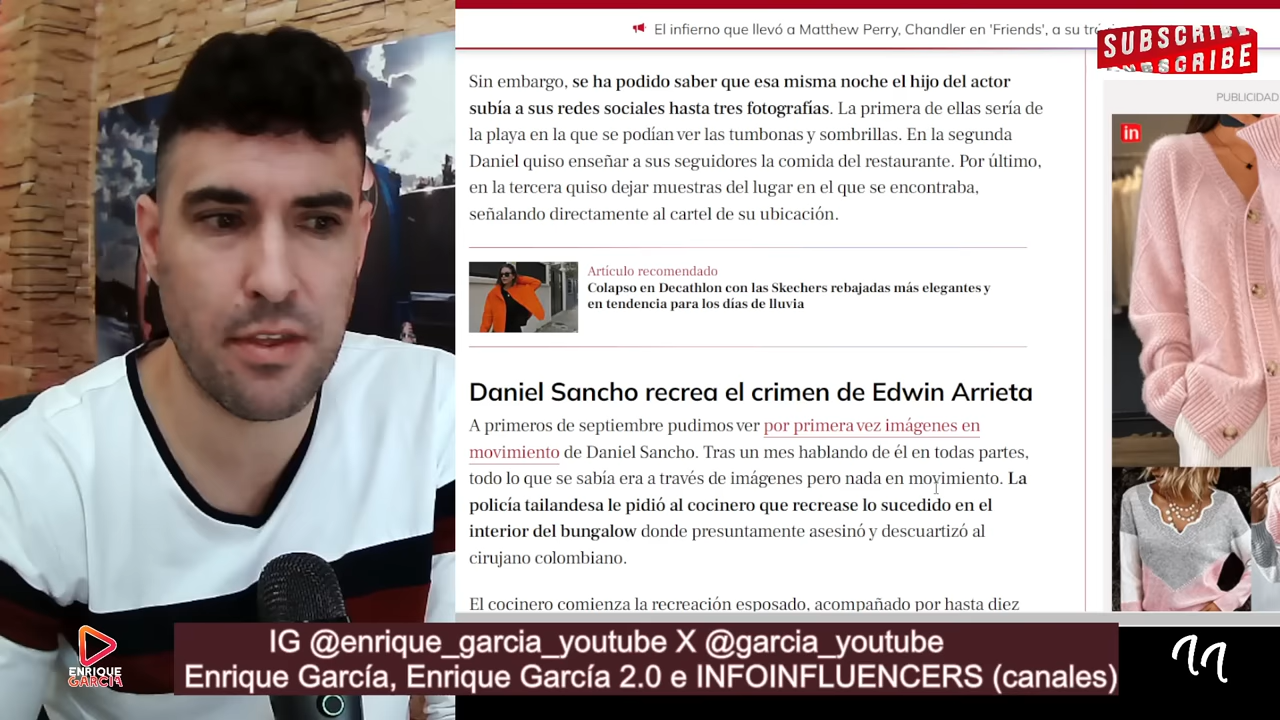 El infierno que llevó a Matthew Perry, Chandler en 'Friends', a su
SUBSCRIBE
SCRIBE
PUBLICIDAD
in
Sin embargo, se ha podido saber que esa misma noche el hijo del actor
subía a sus redes sociales hasta tres fotografías. La primera de ellas sería de
la playa en la que se podían ver las tumbonas y sombrillas. En la segunda
Daniel quiso enseñar a sus seguidores la comida del restaurante. Por último,
en la tercera quiso dejar muestras del lugar en el que se encontraba,
señalando directamente al cartel de su ubicación.
Artículo recomendado
Colapso en Decathlon con las Skechers rebajadas más elegantes y
en tendencia para los días de lluvia
Daniel Sancho recrea el crimen de Edwin Arrieta
A primeros de septiembre pudimos ver por primera vez imágenes en
movimiento de Daniel Sancho. Tras un mes hablando de él en todas partes,
todo lo que se sabía era a través de imágenes pero nada en movimiento. La
policía tailandesa le pidió al cocinero que recrease lo sucedido en el
interior del bungalow donde presuntamente asesinó y descuartizó al
cirujano colombiano.
El cocinero comienza la recreación esposado, acompañado por hasta diez
IG @enrique_garcia_youtube X @garcia_youtube
Enrique García, Enrique García 2.0 e INFOINFLUENCERS (canales)
ENRIQUE
GARCÍA